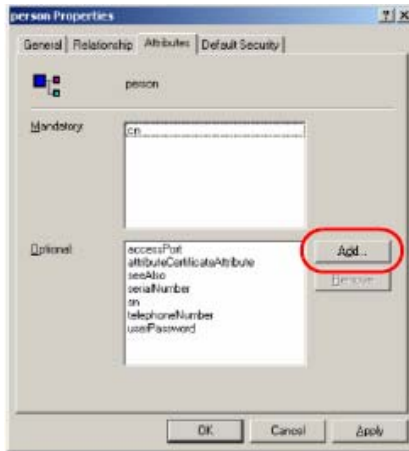 person Properties
General
Relationship
Attributes
Default Security
person
Mandatory:
cn
Optional:
accessPort
attributeCertificateAttribute
seeAlso
serialNumber
sn
telephoneNumber
userPassword
Add...
Remove
OK
Cancel
Apply